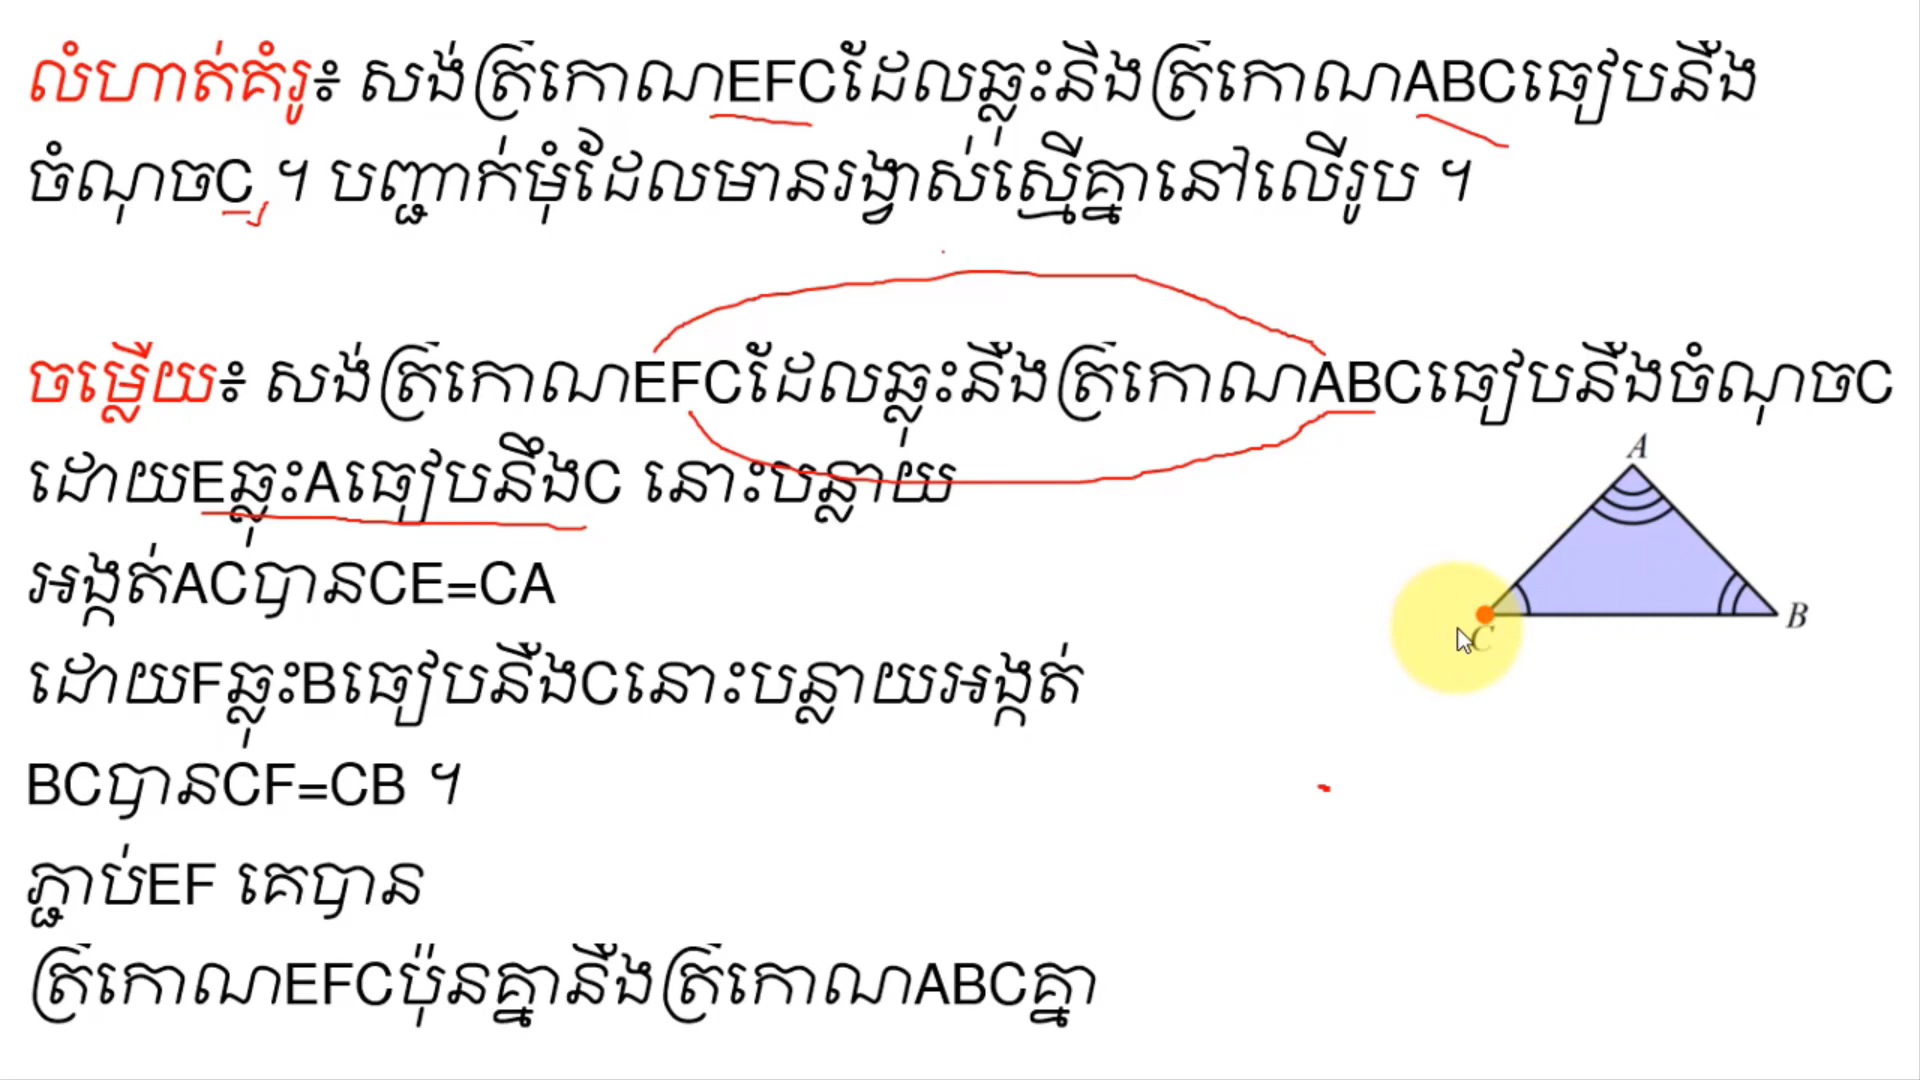 លំហាត់គំរូ៖ សង់ត្រីកោណEFCដែលឆ្លុះនឹងត្រីកោណABCធៀបនឹង
ចំណុចC ។ បញ្ជាក់មុំដែលមានរង្វាស់ស្មើគ្នានៅលើរូប ។
ចម្លើយ៖ សង់ត្រីកោណEFCដែលឆ្លុះនឹងត្រីកោណABCធៀបនឹងចំណុចC
ដោយEឆ្លុះAធៀបនឹងC នោះបន្លាយ
អង្កត់ACបានCE=CA
ដោយFឆ្លុះBធៀបនឹងCនោះបន្លាយអង្កត់
BCបានCF=CB ។
ភ្ជាប់EF គេបាន
ត្រីកោណEFCប៉ុនគ្នានឹងត្រីកោណABCគ្នា
A
B
C